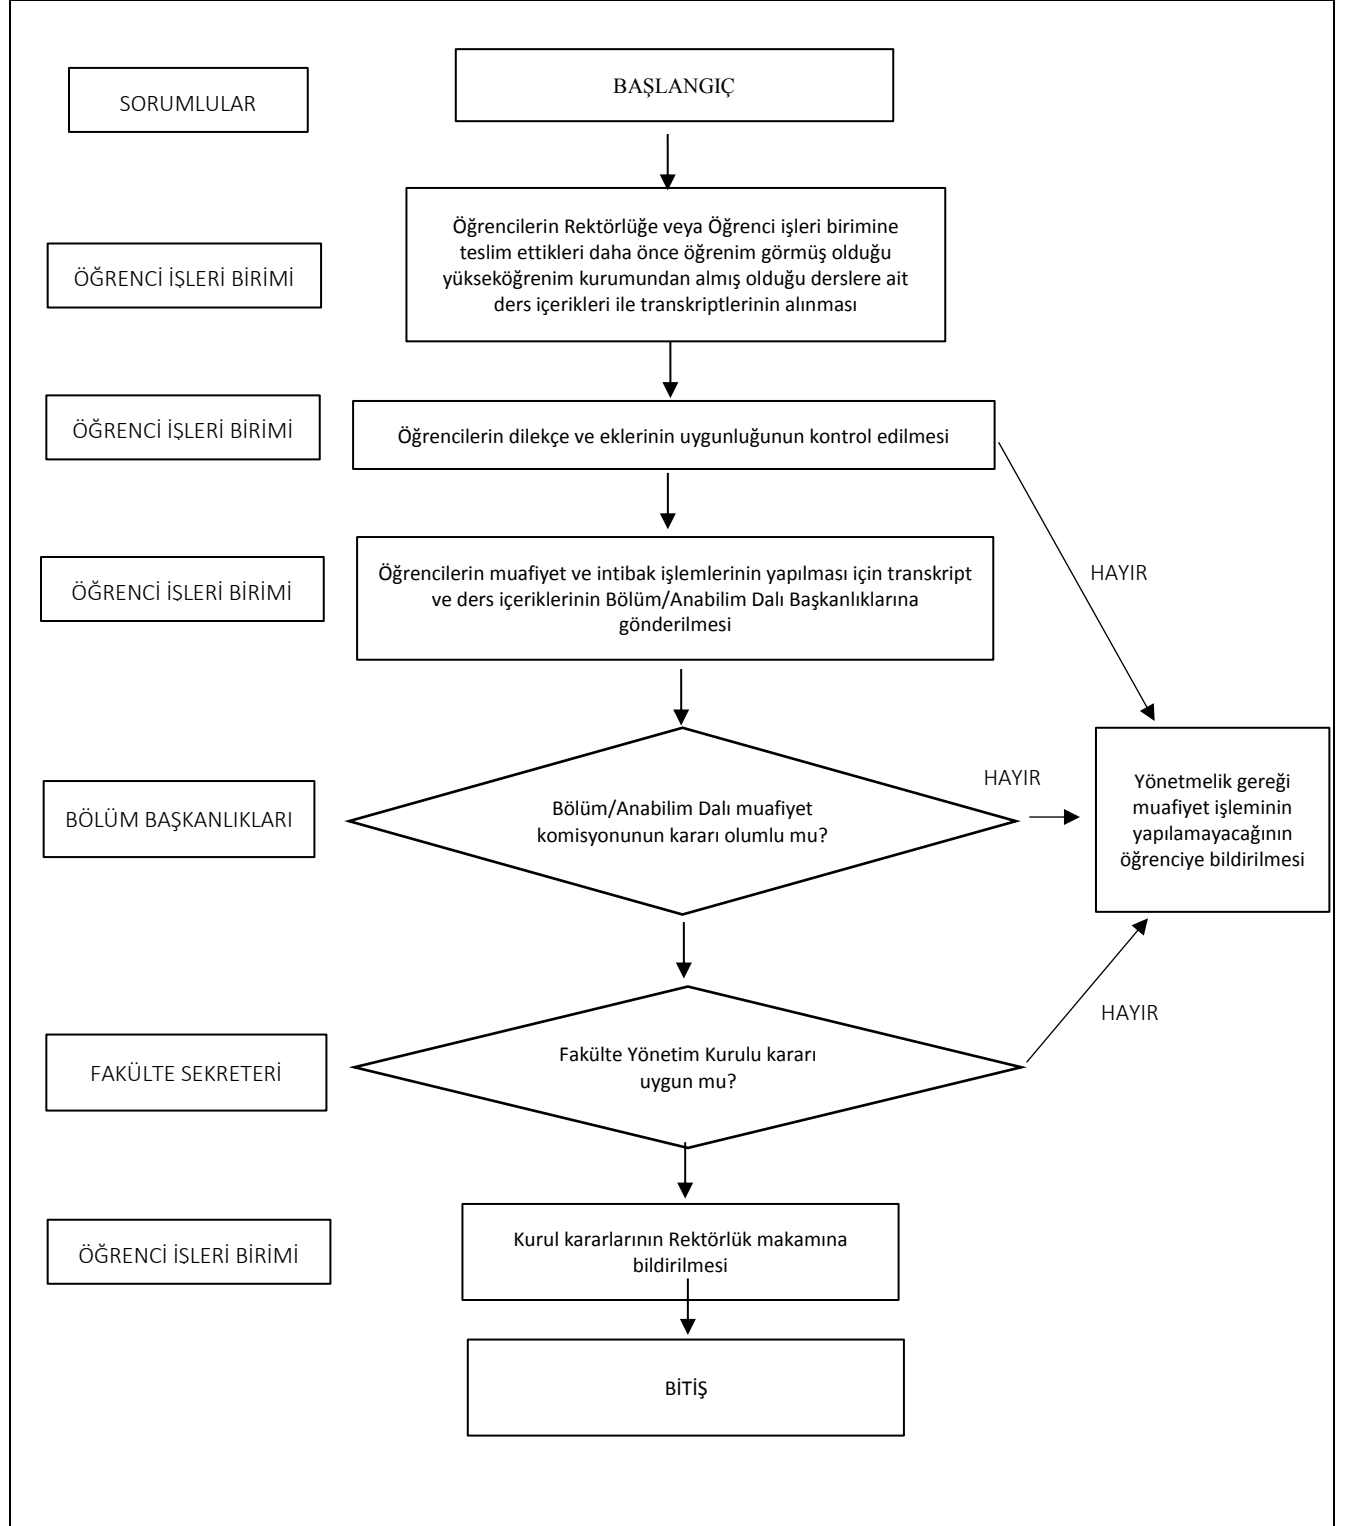 SORUMLULAR
BAŞLANGIÇ
ÖĞRENCİ İŞLERİ BİRİMİ
Öğrencilerin Rektörlüğe veya Öğrenci işleri birimine
teslim ettikleri daha önce öğrenim görmüş olduğu
yükseköğrenim kurumundan almış olduğu derslere ait
ders içerikleri ile transkriptlerinin alınması
ÖĞRENCİ İŞLERİ BİRİMİ
Öğrencilerin dilekçe ve eklerinin uygunluğunun kontrol edilmesi
HAYIR
ÖĞRENCİ İŞLERİ BİRİMİ
Öğrencilerin muafiyet ve intibak işlemlerinin yapılması için transkript
ve ders içeriklerinin Bölüm/Anabilim Dalı Başkanlıklarına
gönderilmesi
BÖLÜM BAŞKANLIKLARI
Bölüm/Anabilim Dalı muafiyet
komisyonunun kararı olumlu mu?
HAYIR
Yönetmelik gereği
muafiyet işleminin
yapılamayacağının
öğrenciye bildirilmesi
FAKÜLTE SEKRETERİ
Fakülte Yönetim Kurulu kararı
uygun mu?
HAYIR
ÖĞRENCİ İŞLERİ BİRİMİ
Kurul kararlarının Rektörlük makamına
bildirilmesi
BİTİŞ